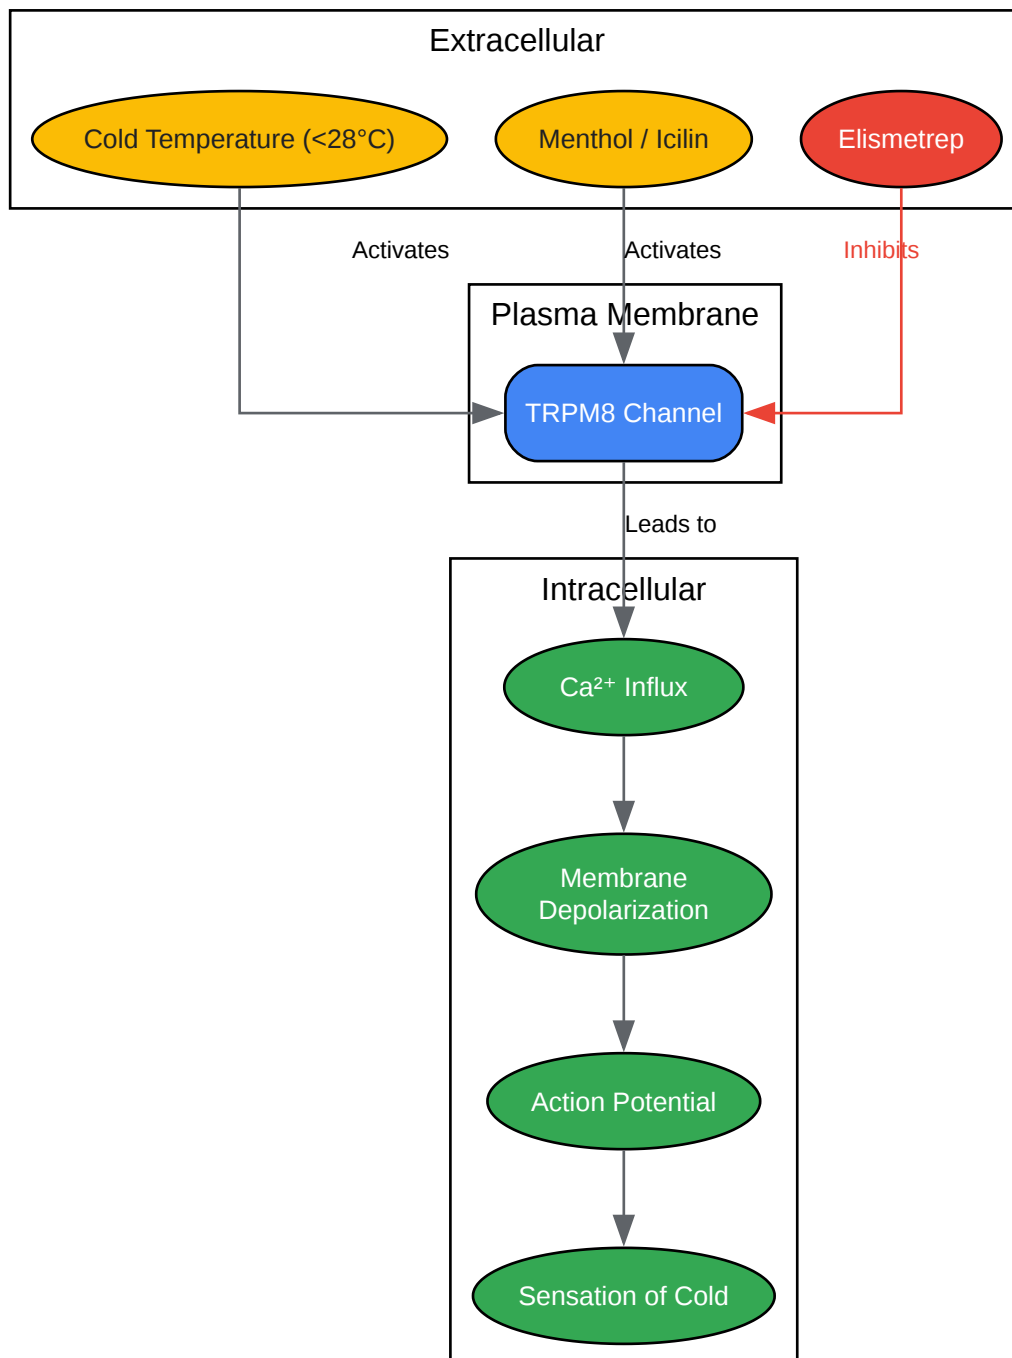 Extracellular
Cold Temperature (<28°C)
Menthol / Icilin
Elismetrep
Activates
Activates
Inhibits
Plasma Membrane
TRPM8 Channel
Leads to
Intracellular
Ca²⁺ Influx
Membrane
Depolarization
Action Potential
Sensation of Cold